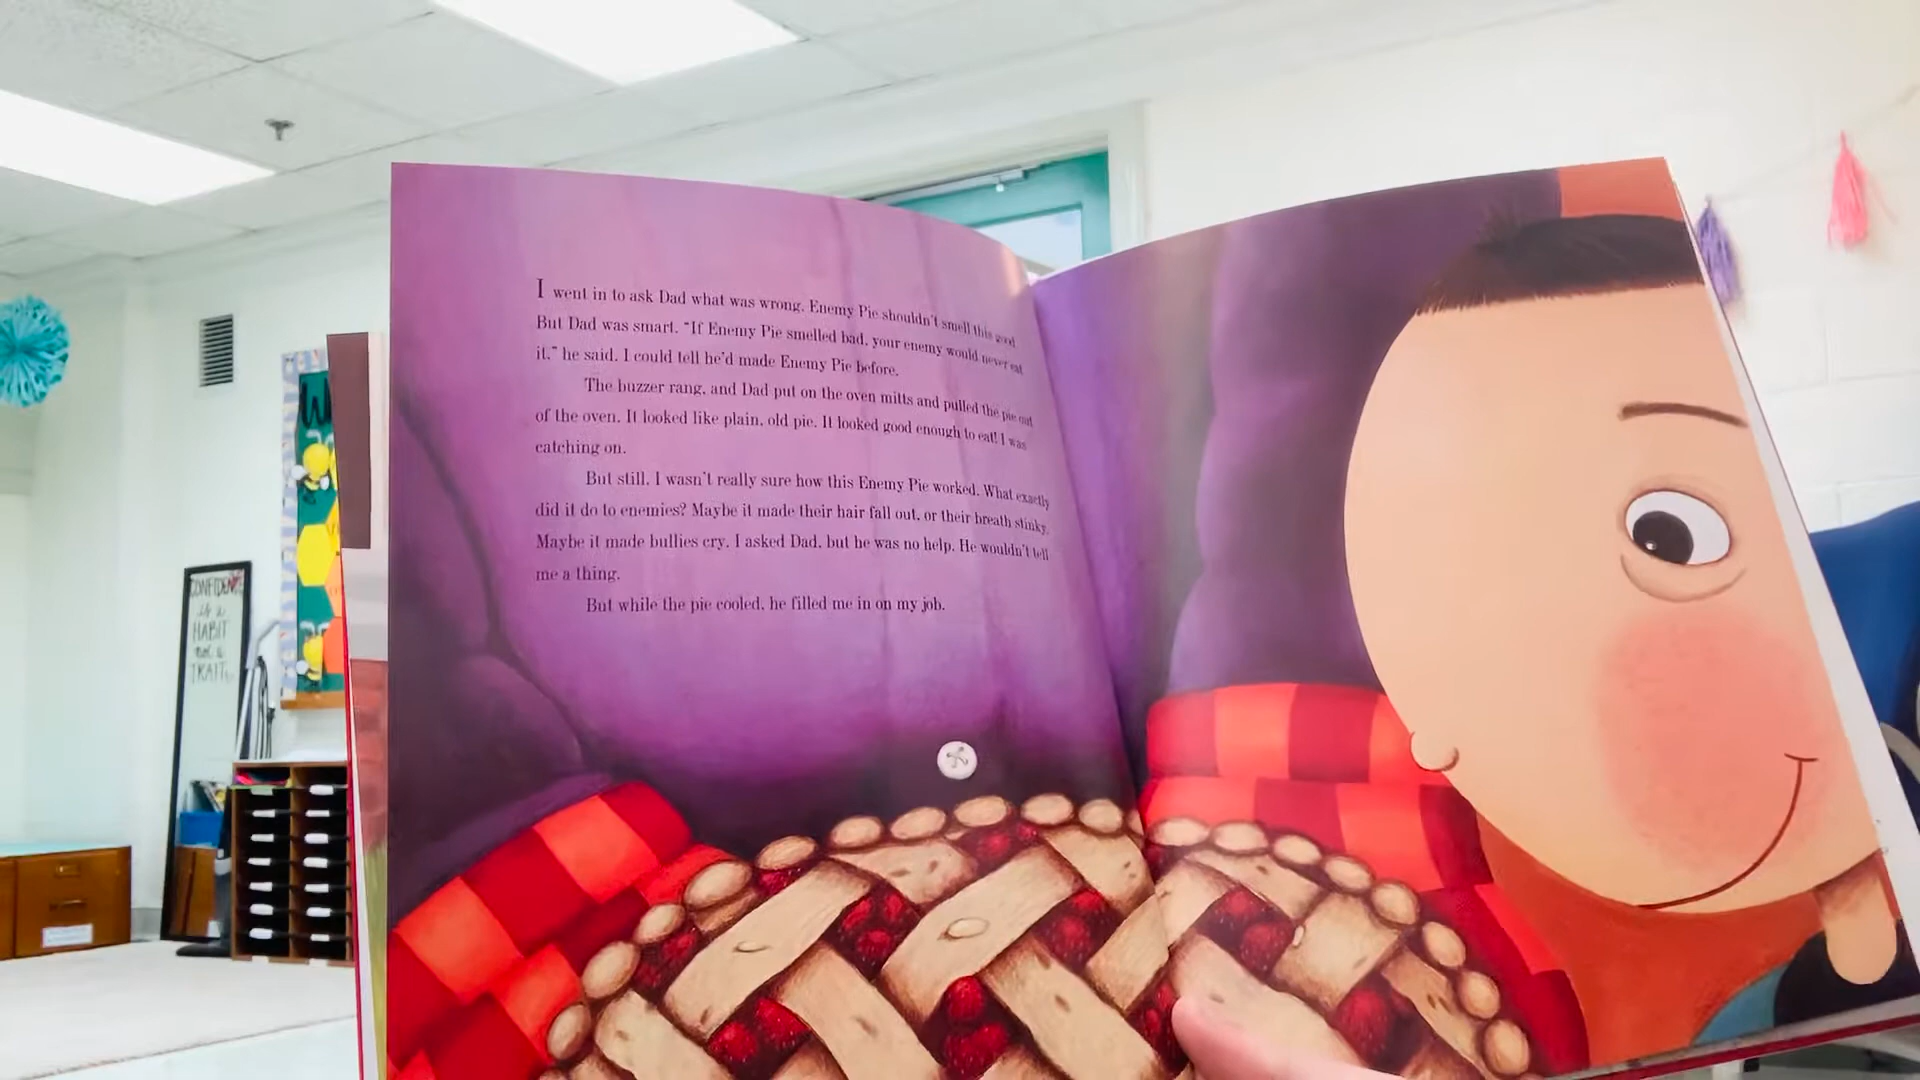 I went in to ask Dad what was wrong. Enemy Pie shouldn't smell this good.
But Dad was smart. "If Enemy Pie smelled bad, your enemy would never eat
it," he said. I could tell he'd made Enemy Pie before.
The buzzer rang, and Dad put on the oven mitts and pulled the pie out
of the oven. It looked like plain, old pie. It looked good enough to eat! I was
catching on.
But still, I wasn't really sure how this Enemy Pie worked. What exactly
did it do to enemies? Maybe it made their hair fall out, or their breath stinky.
Maybe it made bullies cry. I asked Dad, but he was no help. He wouldn't tell
me a thing.
But while the pie cooled, he filled me in on my job.
CONFIDENCE
is a
HABIT
not a
TRAIT.